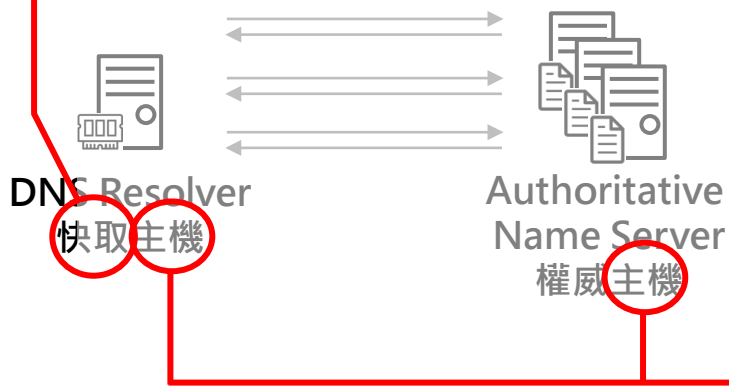 DNS Resolver
快取主機
Authoritative
Name Server
權威主機